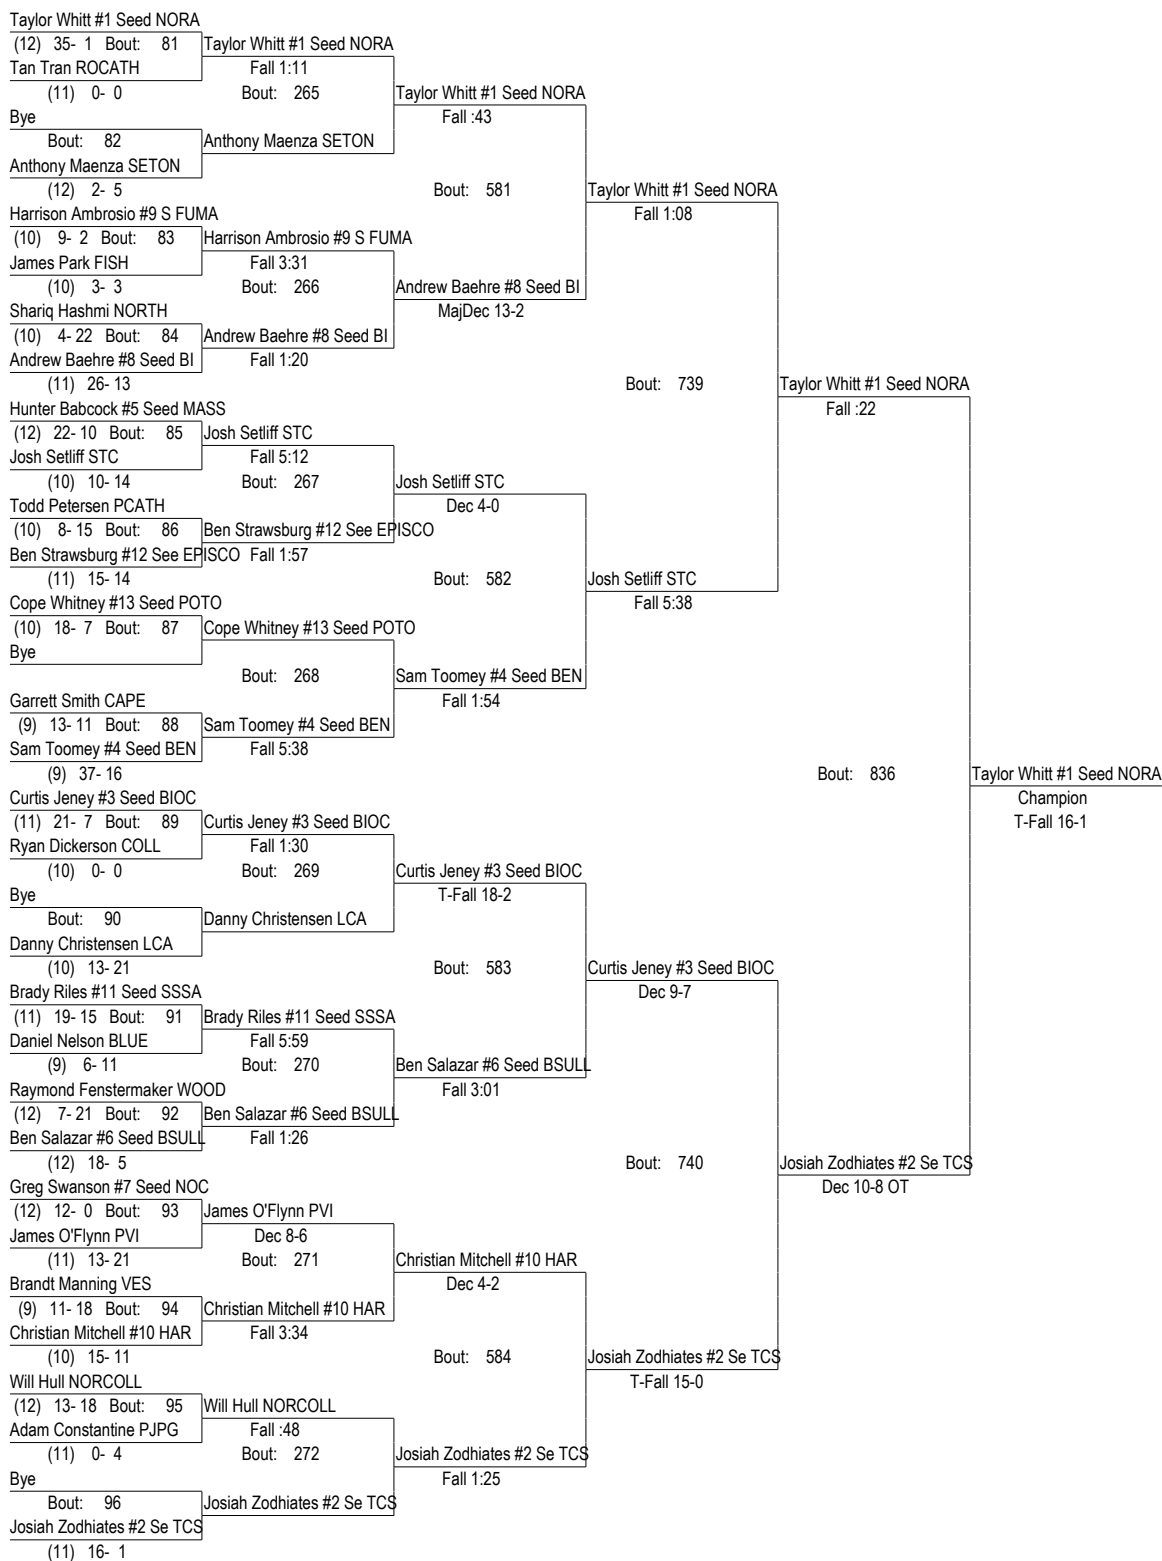 Taylor Whitt #1 Seed NORA
(12) 35- 1 Bout: 81 Taylor Whitt #1 Seed NORA
Tan Tran ROCATH Fall 1:11
(11) 0- 0 Bout: 265 Taylor Whitt #1 Seed NORA
Bye Fall :43
Bout: 82 Anthony Maenza SETON
Anthony Maenza SETON
(12) 2- 5 Bout: 581 Taylor Whitt #1 Seed NORA
Harrison Ambrosio #9 S FUMA Fall 1:08
(10) 9- 2 Bout: 83 Harrison Ambrosio #9 S FUMA
James Park FISH Fall 3:31
(10) 3- 3 Bout: 266 Andrew Baehre #8 Seed BI
Shariq Hashmi NORTH MajDec 13-2
(10) 4- 22 Bout: 84 Andrew Baehre #8 Seed BI
Andrew Baehre #8 Seed BI Fall 1:20
(11) 26- 13 Bout: 739 Taylor Whitt #1 Seed NORA
Hunter Babcock #5 Seed MASS Fall :22
(12) 22- 10 Bout: 85 Josh Setliff STC
Josh Setliff STC Fall 5:12
(10) 10- 14 Bout: 267 Josh Setliff STC
Todd Petersen PCATH Dec 4-0
(10) 8- 15 Bout: 86 Ben Strawsburg #12 See EPISCO
Ben Strawsburg #12 See EPISCO Fall 1:57
(11) 15- 14 Bout: 582 Josh Setliff STC
Cope Whitney #13 Seed POTO Fall 5:38
(10) 18- 7 Bout: 87 Cope Whitney #13 Seed POTO
Bye
Bout: 268 Sam Toomey #4 Seed BEN
Garrett Smith CAPE Fall 1:54
(9) 13- 11 Bout: 88 Sam Toomey #4 Seed BEN
Sam Toomey #4 Seed BEN Fall 5:38
(9) 37- 16 Bout: 836 Taylor Whitt #1 Seed NORA
Curtis Jeney #3 Seed BIOC Champion
(11) 21- 7 Bout: 89 Curtis Jeney #3 Seed BIOC T-Fall 16-1
Ryan Dickerson COLL Fall 1:30
(10) 0- 0 Bout: 269 Curtis Jeney #3 Seed BIOC
Bye T-Fall 18-2
Bout: 90 Danny Christensen LCA
Danny Christensen LCA
(10) 13- 21 Bout: 583 Curtis Jeney #3 Seed BIOC
Brady Riles #11 Seed SSSA Dec 9-7
(11) 19- 15 Bout: 91 Brady Riles #11 Seed SSSA
Daniel Nelson BLUE Fall 5:59
(9) 6- 11 Bout: 270 Ben Salazar #6 Seed BSULL
Raymond Fenstermaker WOOD Fall 3:01
(12) 7- 21 Bout: 92 Ben Salazar #6 Seed BSULL
Ben Salazar #6 Seed BSULL Fall 1:26
(12) 18- 5 Bout: 740 Josiah Zodhiates #2 Se TCS
Greg Swanson #7 Seed NOC Dec 10-8 OT
(12) 12- 0 Bout: 93 James O'Flynn PVI
James O'Flynn PVI Dec 8-6
(11) 13- 21 Bout: 271 Christian Mitchell #10 HAR
Brandt Manning VES Dec 4-2
(9) 11- 18 Bout: 94 Christian Mitchell #10 HAR
Christian Mitchell #10 HAR Fall 3:34
(10) 15- 11 Bout: 584 Josiah Zodhiates #2 Se TCS
Will Hull NORCOLL T-Fall 15-0
(12) 13- 18 Bout: 95 Will Hull NORCOLL
Adam Constantine PJPG Fall :48
(11) 0- 4 Bout: 272 Josiah Zodhiates #2 Se TCS
Bye Fall 1:25
Bout: 96 Josiah Zodhiates #2 Se TCS
Josiah Zodhiates #2 Se TCS
(11) 16- 1